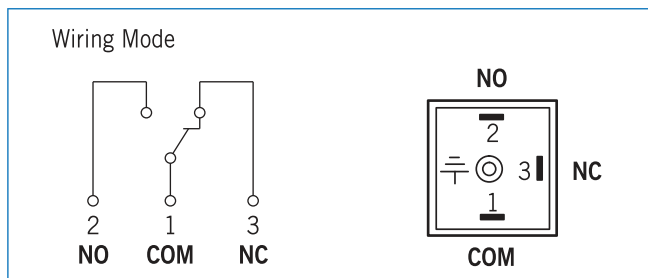 Wiring Mode
NO
2
3
NC
1
COM
2 1 3
NO COM NC